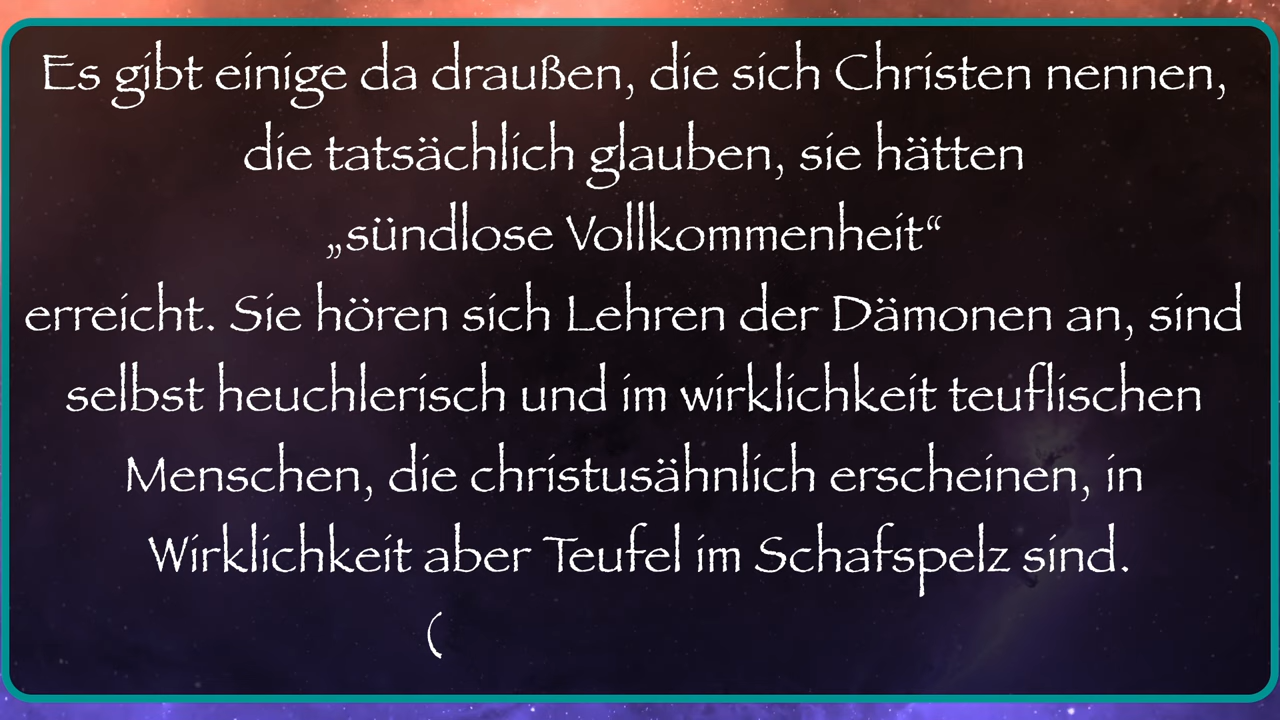 Es gibt einige da draußen, die sich Christen nennen,
die tatsächlich glauben, sie hätten
„sündlose Vollkommenheit“
erreicht. Sie hören sich Lehren der Dämonen an, sind
selbst heuchlerisch und im wirklichkeit teuflischen
Menschen, die christusähnlich erscheinen, in
Wirklichkeit aber Teufel im Schafspelz sind.
(